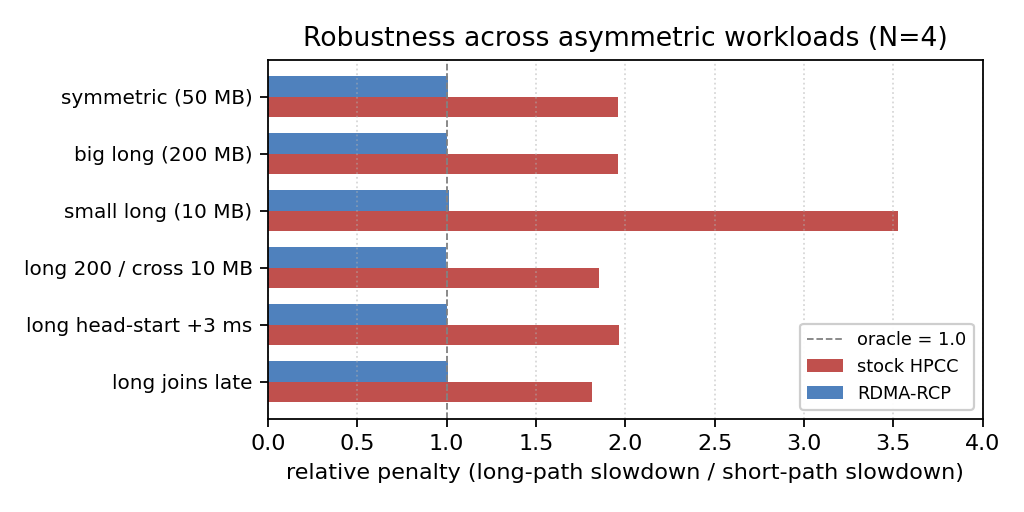 Robustness across asymmetric workloads (N=4)
symmetric (50 MB)
big long (200 MB)
small long (10 MB)
long 200 / cross 10 MB
long head-start +3 ms
long joins late
oracle = 1.0
stock HPCC
RDMA-RCP
0.0 0.5 1.0 1.5 2.0 2.5 3.0 3.5 4.0
relative penalty (long-path slowdown / short-path slowdown)